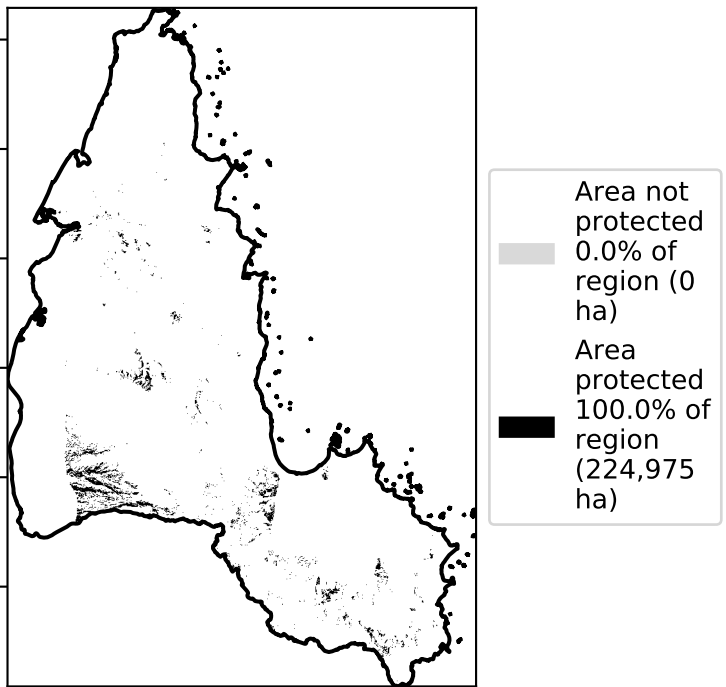 Area not
protected
0.0% of
region (0
ha)
Area
protected
100.0% of
region
(224,975
ha)